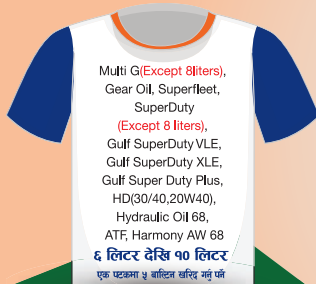 Multi G(Except 8liters),
Gear Oil, Superfleet,
SuperDuty
(Except 8 liters),
Gulf SuperDuty VLE,
Gulf SuperDuty XLE,
Gulf Super Duty Plus,
HD(30/40,20W40),
Hydraulic Oil 68,
ATF, Harmony AW 68
६ लिटर देखि १० लिटर
एक पटकमा ५ बाल्टिन खरिद गर्नु पर्ने